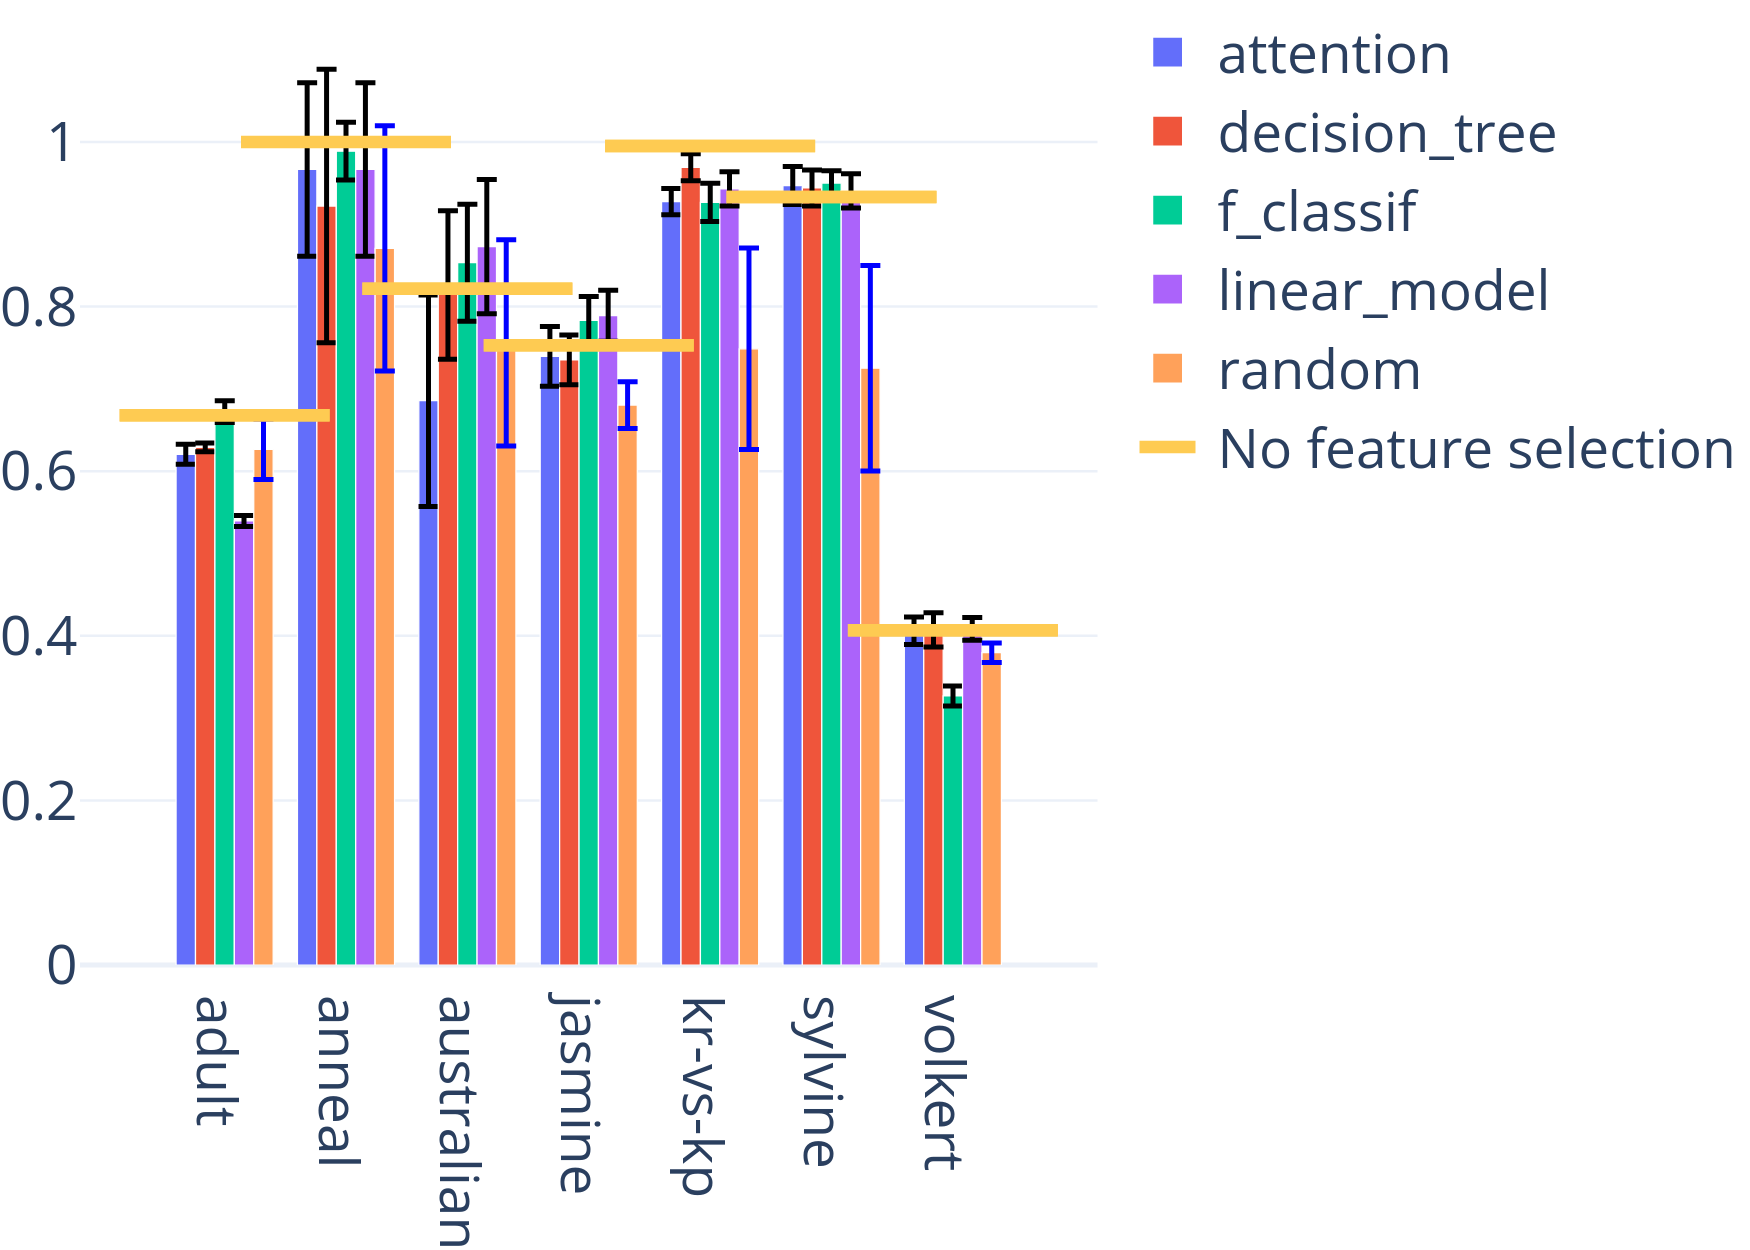 1
0.8
0.6
0.4
0.2
0
adult
anneal
australian
jasmine
kr-vs-kp
sylvine
volkert
attention
decision_tree
f_classif
linear_model
random
No feature selection